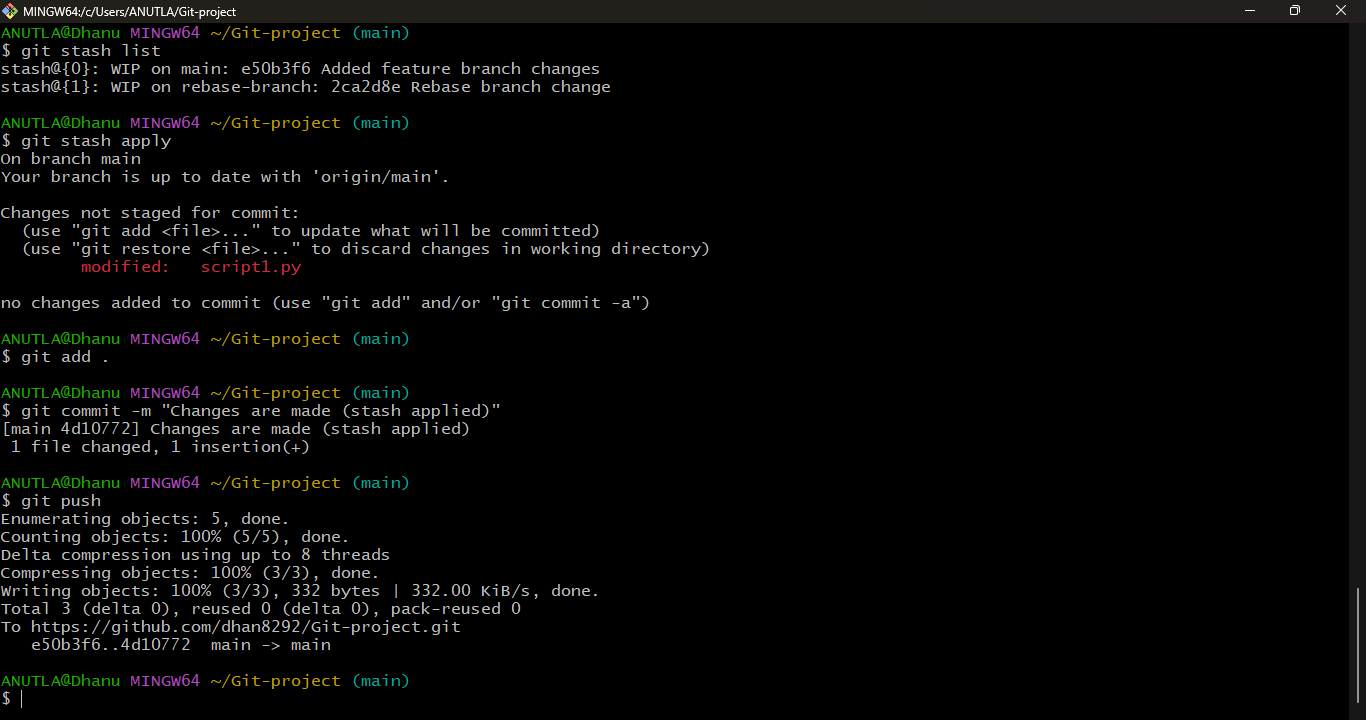 MINGW64:/c/Users/ANUTLA/Git-project
ANUTLA@Dhanu MINGW64 ~/Git-project (main)
$ git stash list
stash@{0}: WIP on main: e50b3f6 Added feature branch changes
stash@{1}: WIP on rebase-branch: 2ca2d8e Rebase branch change

ANUTLA@Dhanu MINGW64 ~/Git-project (main)
$ git stash apply
On branch main
Your branch is up to date with 'origin/main'.

Changes not staged for commit:
  (use "git add <file>..." to update what will be committed)
  (use "git restore <file>..." to discard changes in working directory)
        modified:   script1.py

no changes added to commit (use "git add" and/or "git commit -a")

ANUTLA@Dhanu MINGW64 ~/Git-project (main)
$ git add .

ANUTLA@Dhanu MINGW64 ~/Git-project (main)
$ git commit -m "Changes are made (stash applied)"
[main 4d10772] Changes are made (stash applied)
 1 file changed, 1 insertion(+)

ANUTLA@Dhanu MINGW64 ~/Git-project (main)
$ git push
Enumerating objects: 5, done.
Counting objects: 100% (5/5), done.
Delta compression using up to 8 threads
Compressing objects: 100% (3/3), done.
Writing objects: 100% (3/3), 332 bytes | 332.00 KiB/s, done.
Total 3 (delta 0), reused 0 (delta 0), pack-reused 0
To https://github.com/dhan8292/Git-project.git
   e50b3f6..4d10772  main -> main

ANUTLA@Dhanu MINGW64 ~/Git-project (main)
$